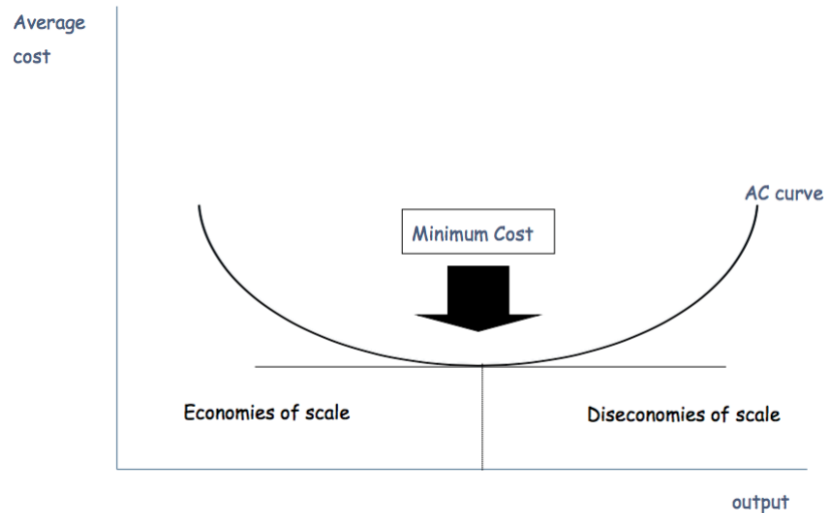 Average
cost
AC curve
Minimum Cost
Economies of scale
Diseconomies of scale
output